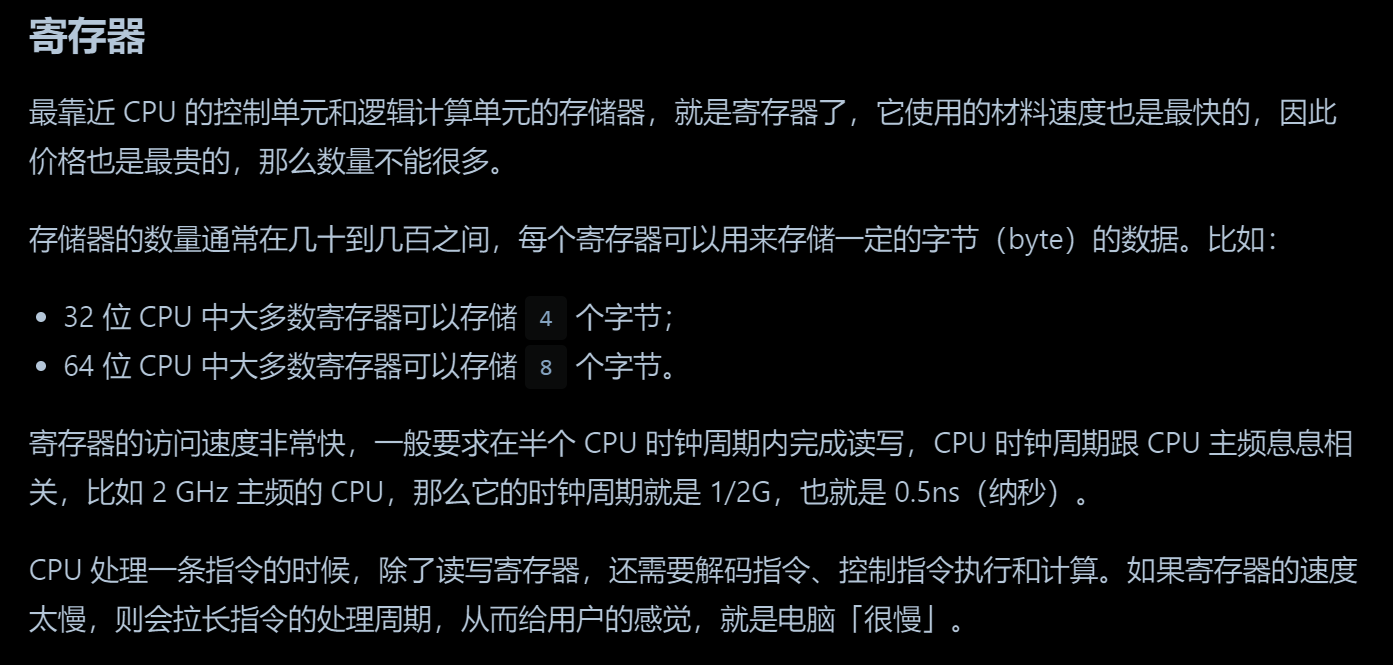 寄存器
最靠近 CPU 的控制单元和逻辑计算单元的存储器，就是寄存器了，它使用的材料速度也是最快的，因此
价格也是最贵的，那么数量不能很多。
存储器的数量通常在几十到几百之间，每个寄存器可以用来存储一定的字节（byte）的数据。比如：
• 32 位 CPU 中大多数寄存器可以存储 4 个字节；
• 64 位 CPU 中大多数寄存器可以存储 8 个字节。
寄存器的访问速度非常快，一般要求在半个 CPU 时钟周期内完成读写，CPU 时钟周期跟 CPU 主频息息相
关，比如 2 GHz 主频的 CPU，那么它的时钟周期就是 1/2G，也就是 0.5ns（纳秒）。
CPU 处理一条指令的时候，除了读写寄存器，还需要解码指令、控制指令执行和计算。如果寄存器的速度
太慢，则会拉长指令的处理周期，从而给用户的感觉，就是电脑「很慢」。